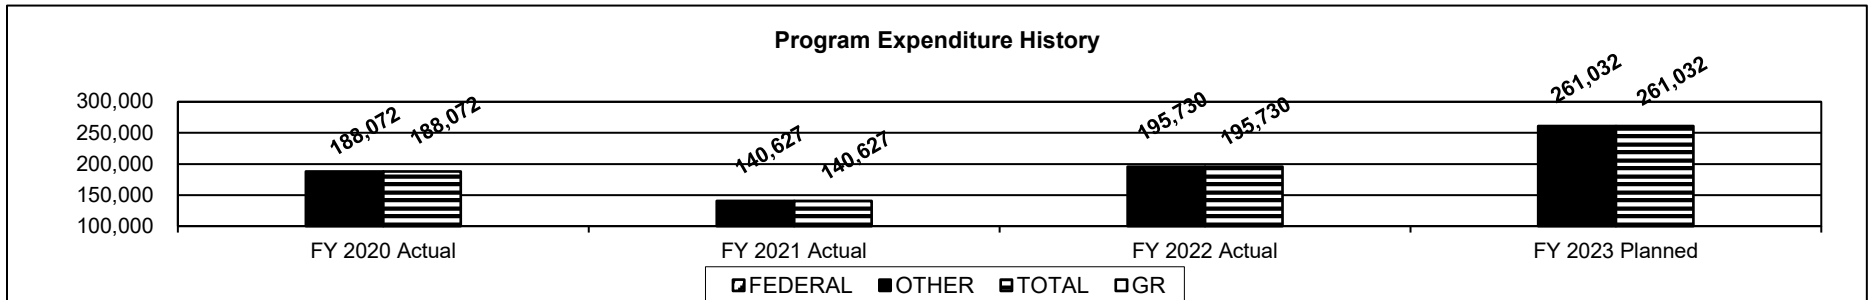 Program Expenditure History
300,000
250,000
200,000
150,000
100,000
188,072
188,072
140,627
140,627
195,730
195,730
261,032
261,032
FY 2020 Actual
FY 2021 Actual
FY 2022 Actual
FY 2023 Planned
FEDERAL OTHER TOTAL GR